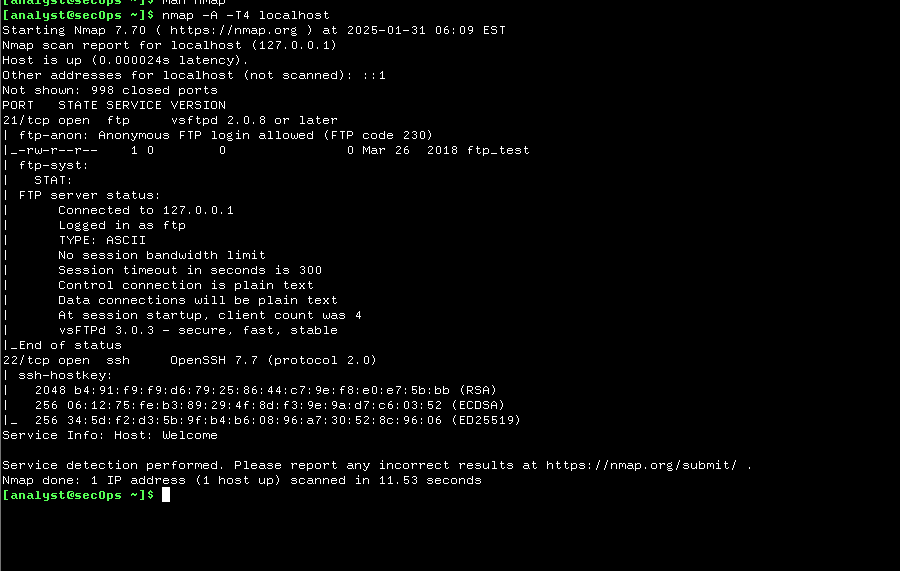 [analyst@secOps ~]$ man nmap
[analyst@secOps ~]$ nmap -A -T4 localhost
Starting Nmap 7.70 ( https://nmap.org ) at 2025-01-31 06:09 EST
Nmap scan report for localhost (127.0.0.1)
Host is up (0.000024s latency).
Other addresses for localhost (not scanned): ::1
Not shown: 998 closed ports
PORT   STATE SERVICE VERSION
21/tcp open  ftp     vsftpd 2.0.8 or later
| ftp-anon: Anonymous FTP login allowed (FTP code 230)
|_-rw-r--r--    1 0        0               0 Mar 26  2018 ftp_test
| ftp-syst:
|   STAT:
| FTP server status:
|      Connected to 127.0.0.1
|      Logged in as ftp
|      TYPE: ASCII
|      No session bandwidth limit
|      Session timeout in seconds is 300
|      Control connection is plain text
|      Data connections will be plain text
|      At session startup, client count was 4
|      vsFTPd 3.0.3 - secure, fast, stable
|_End of status
22/tcp open  ssh     OpenSSH 7.7 (protocol 2.0)
| ssh-hostkey:
|   2048 b4:91:f9:f9:d6:79:25:86:44:c7:9e:f8:e0:e7:5b:bb (RSA)
|   256 06:12:75:fe:b3:89:29:4f:8d:f3:9e:9a:d7:c6:03:52 (ECDSA)
|_  256 34:5d:f2:d3:5b:9f:b4:b6:08:96:a7:30:52:8c:96:06 (ED25519)
Service Info: Host: Welcome

Service detection performed. Please report any incorrect results at https://nmap.org/submit/ .
Nmap done: 1 IP address (1 host up) scanned in 11.53 seconds
[analyst@secOps ~]$